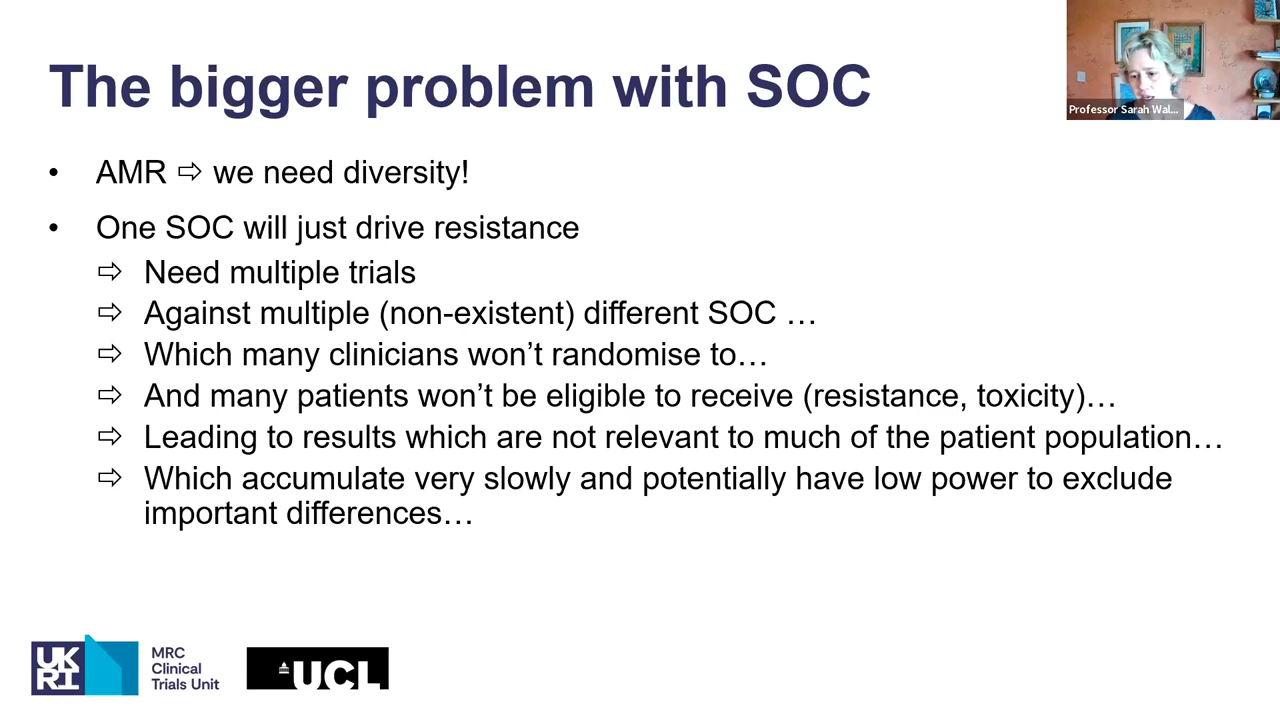 The bigger problem with SOC
Professor Sarah Wal...
• AMR ⇨ we need diversity!
• One SOC will just drive resistance
⇨ Need multiple trials
⇨ Against multiple (non-existent) different SOC …
⇨ Which many clinicians won’t randomise to…
⇨ And many patients won’t be eligible to receive (resistance, toxicity)…
⇨ Leading to results which are not relevant to much of the patient population…
⇨ Which accumulate very slowly and potentially have low power to exclude
important differences…
UK
RI
MRC
Clinical
Trials Unit
UCL